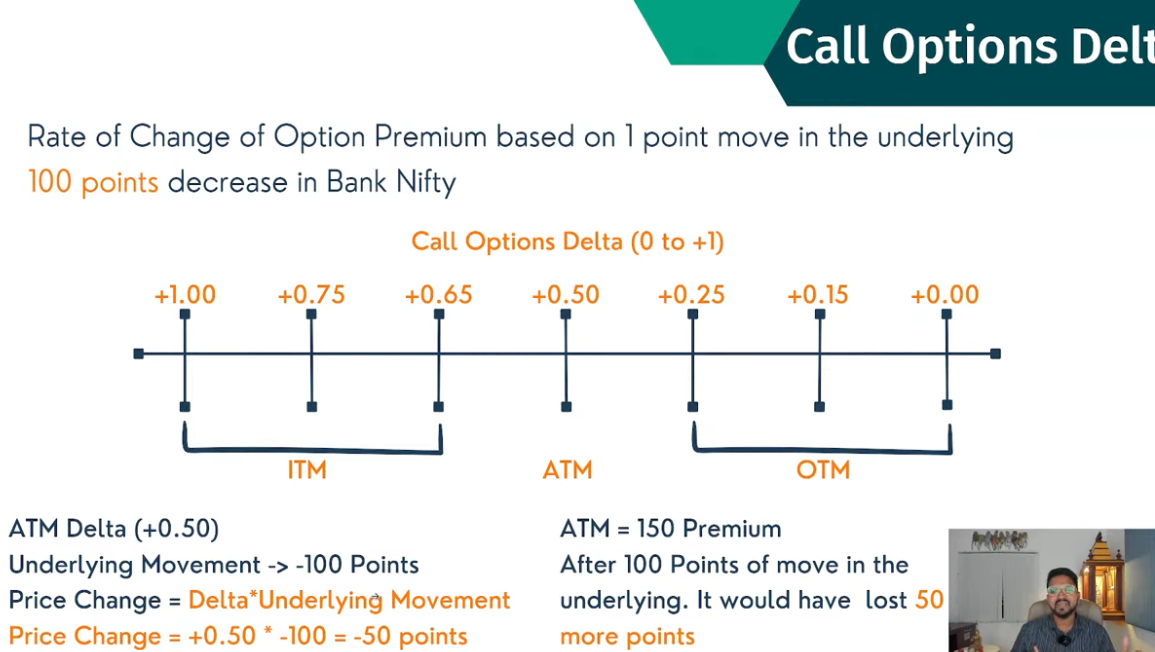 Call Options Delt
Rate of Change of Option Premium based on 1 point move in the underlying
100 points decrease in Bank Nifty
Call Options Delta (0 to +1)
+1.00 +0.75 +0.65 +0.50 +0.25 +0.15 +0.00
ITM ATM OTM
ATM Delta (+0.50)
Underlying Movement -> -100 Points
Price Change = Delta*Underlying Movement
Price Change = +0.50 * -100 = -50 points
ATM = 150 Premium
After 100 Points of move in the
underlying. It would have lost 50
more points